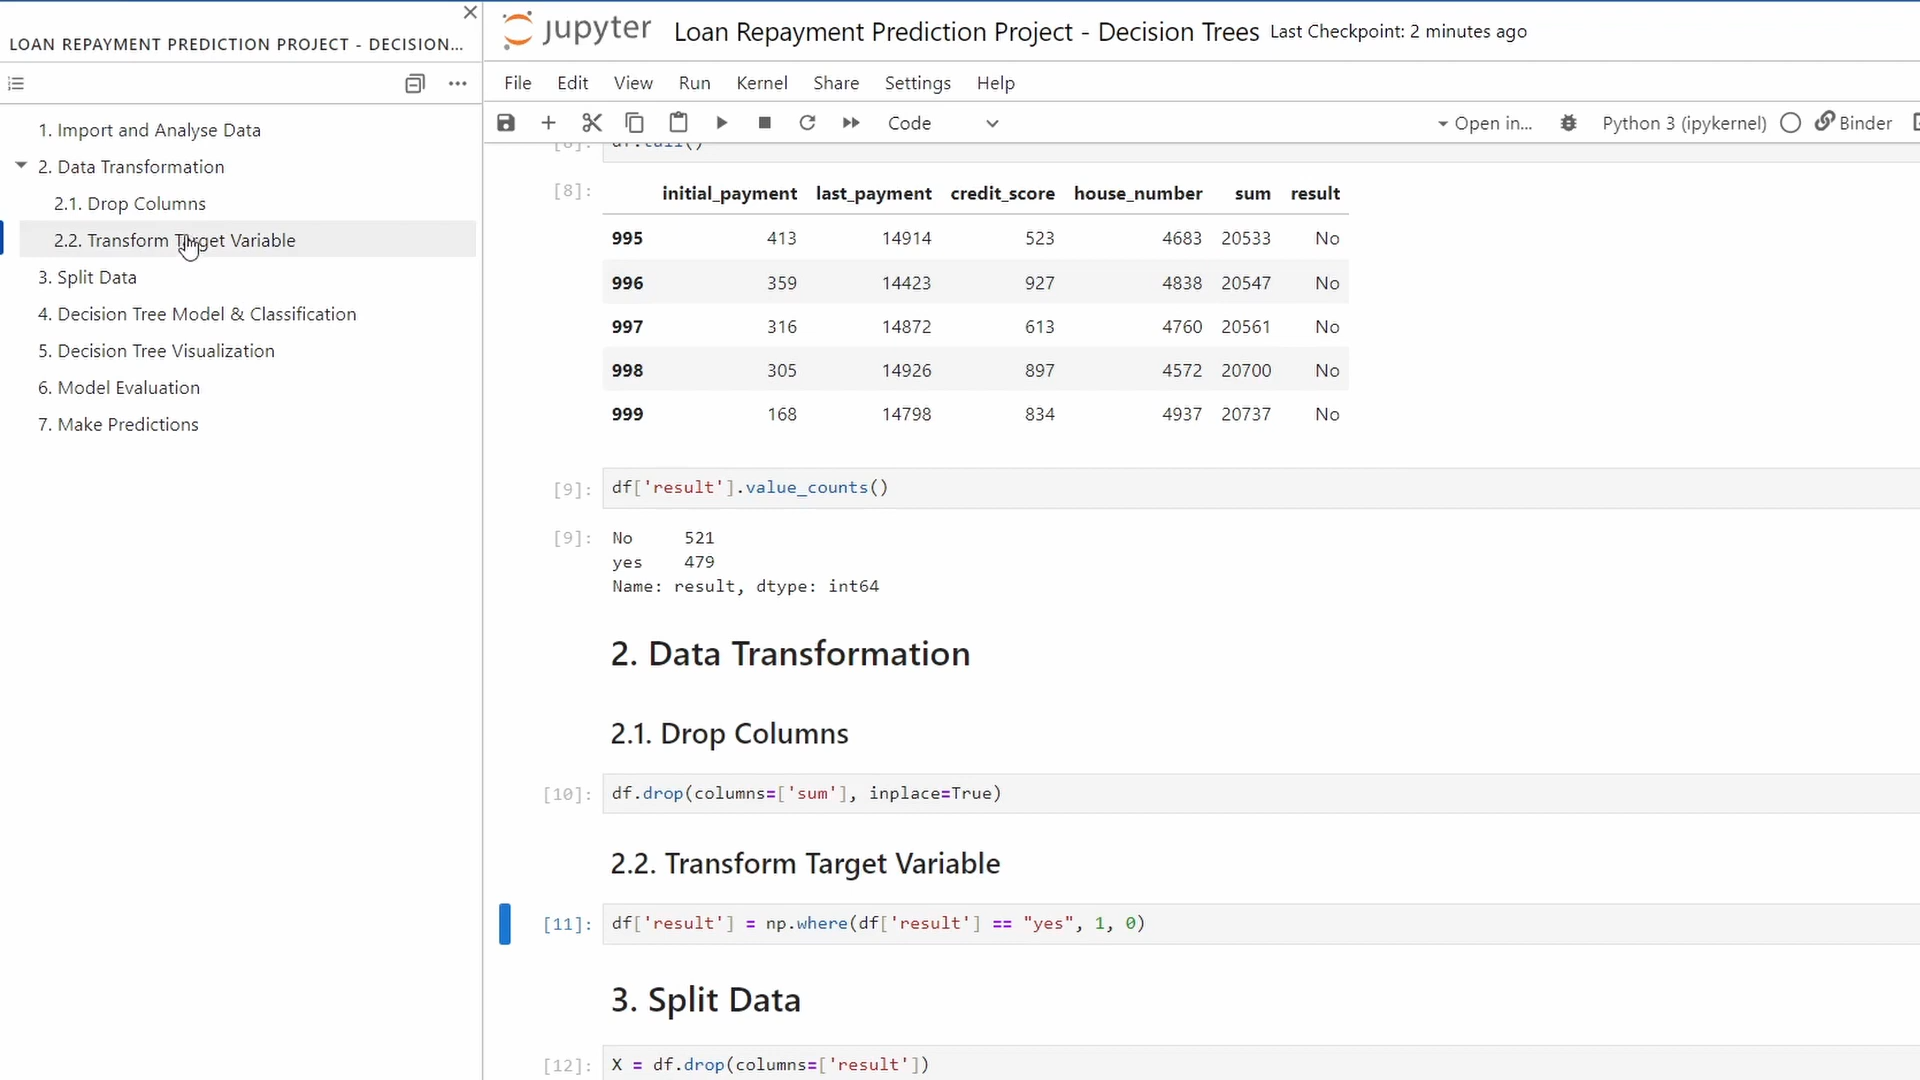 LOAN REPAYMENT PREDICTION PROJECT - DECISION...
1. Import and Analyse Data
2. Data Transformation
2.1. Drop Columns
2.2. Transform Target Variable
3. Split Data
4. Decision Tree Model & Classification
5. Decision Tree Visualization
6. Model Evaluation
7. Make Predictions
jupyter Loan Repayment Prediction Project - Decision Trees Last Checkpoint: 2 minutes ago
File Edit View Run Kernel Share Settings Help
Code Open in... Python 3 (ipykernel) Binder
[8]: df.tail()
[8]: initial_payment last_payment credit_score house_number sum result
995 413 14914 523 4683 20533 No
996 359 14423 927 4838 20547 No
997 316 14872 613 4760 20561 No
998 305 14926 897 4572 20700 No
999 168 14798 834 4937 20737 No
[9]: df['result'].value_counts()
[9]: No 521
yes 479
Name: result, dtype: int64
2. Data Transformation
2.1. Drop Columns
[10]: df.drop(columns=['sum'], inplace=True)
2.2. Transform Target Variable
[11]: df['result'] = np.where(df['result'] == "yes", 1, 0)
3. Split Data
[12]: X = df.drop(columns=['result'])